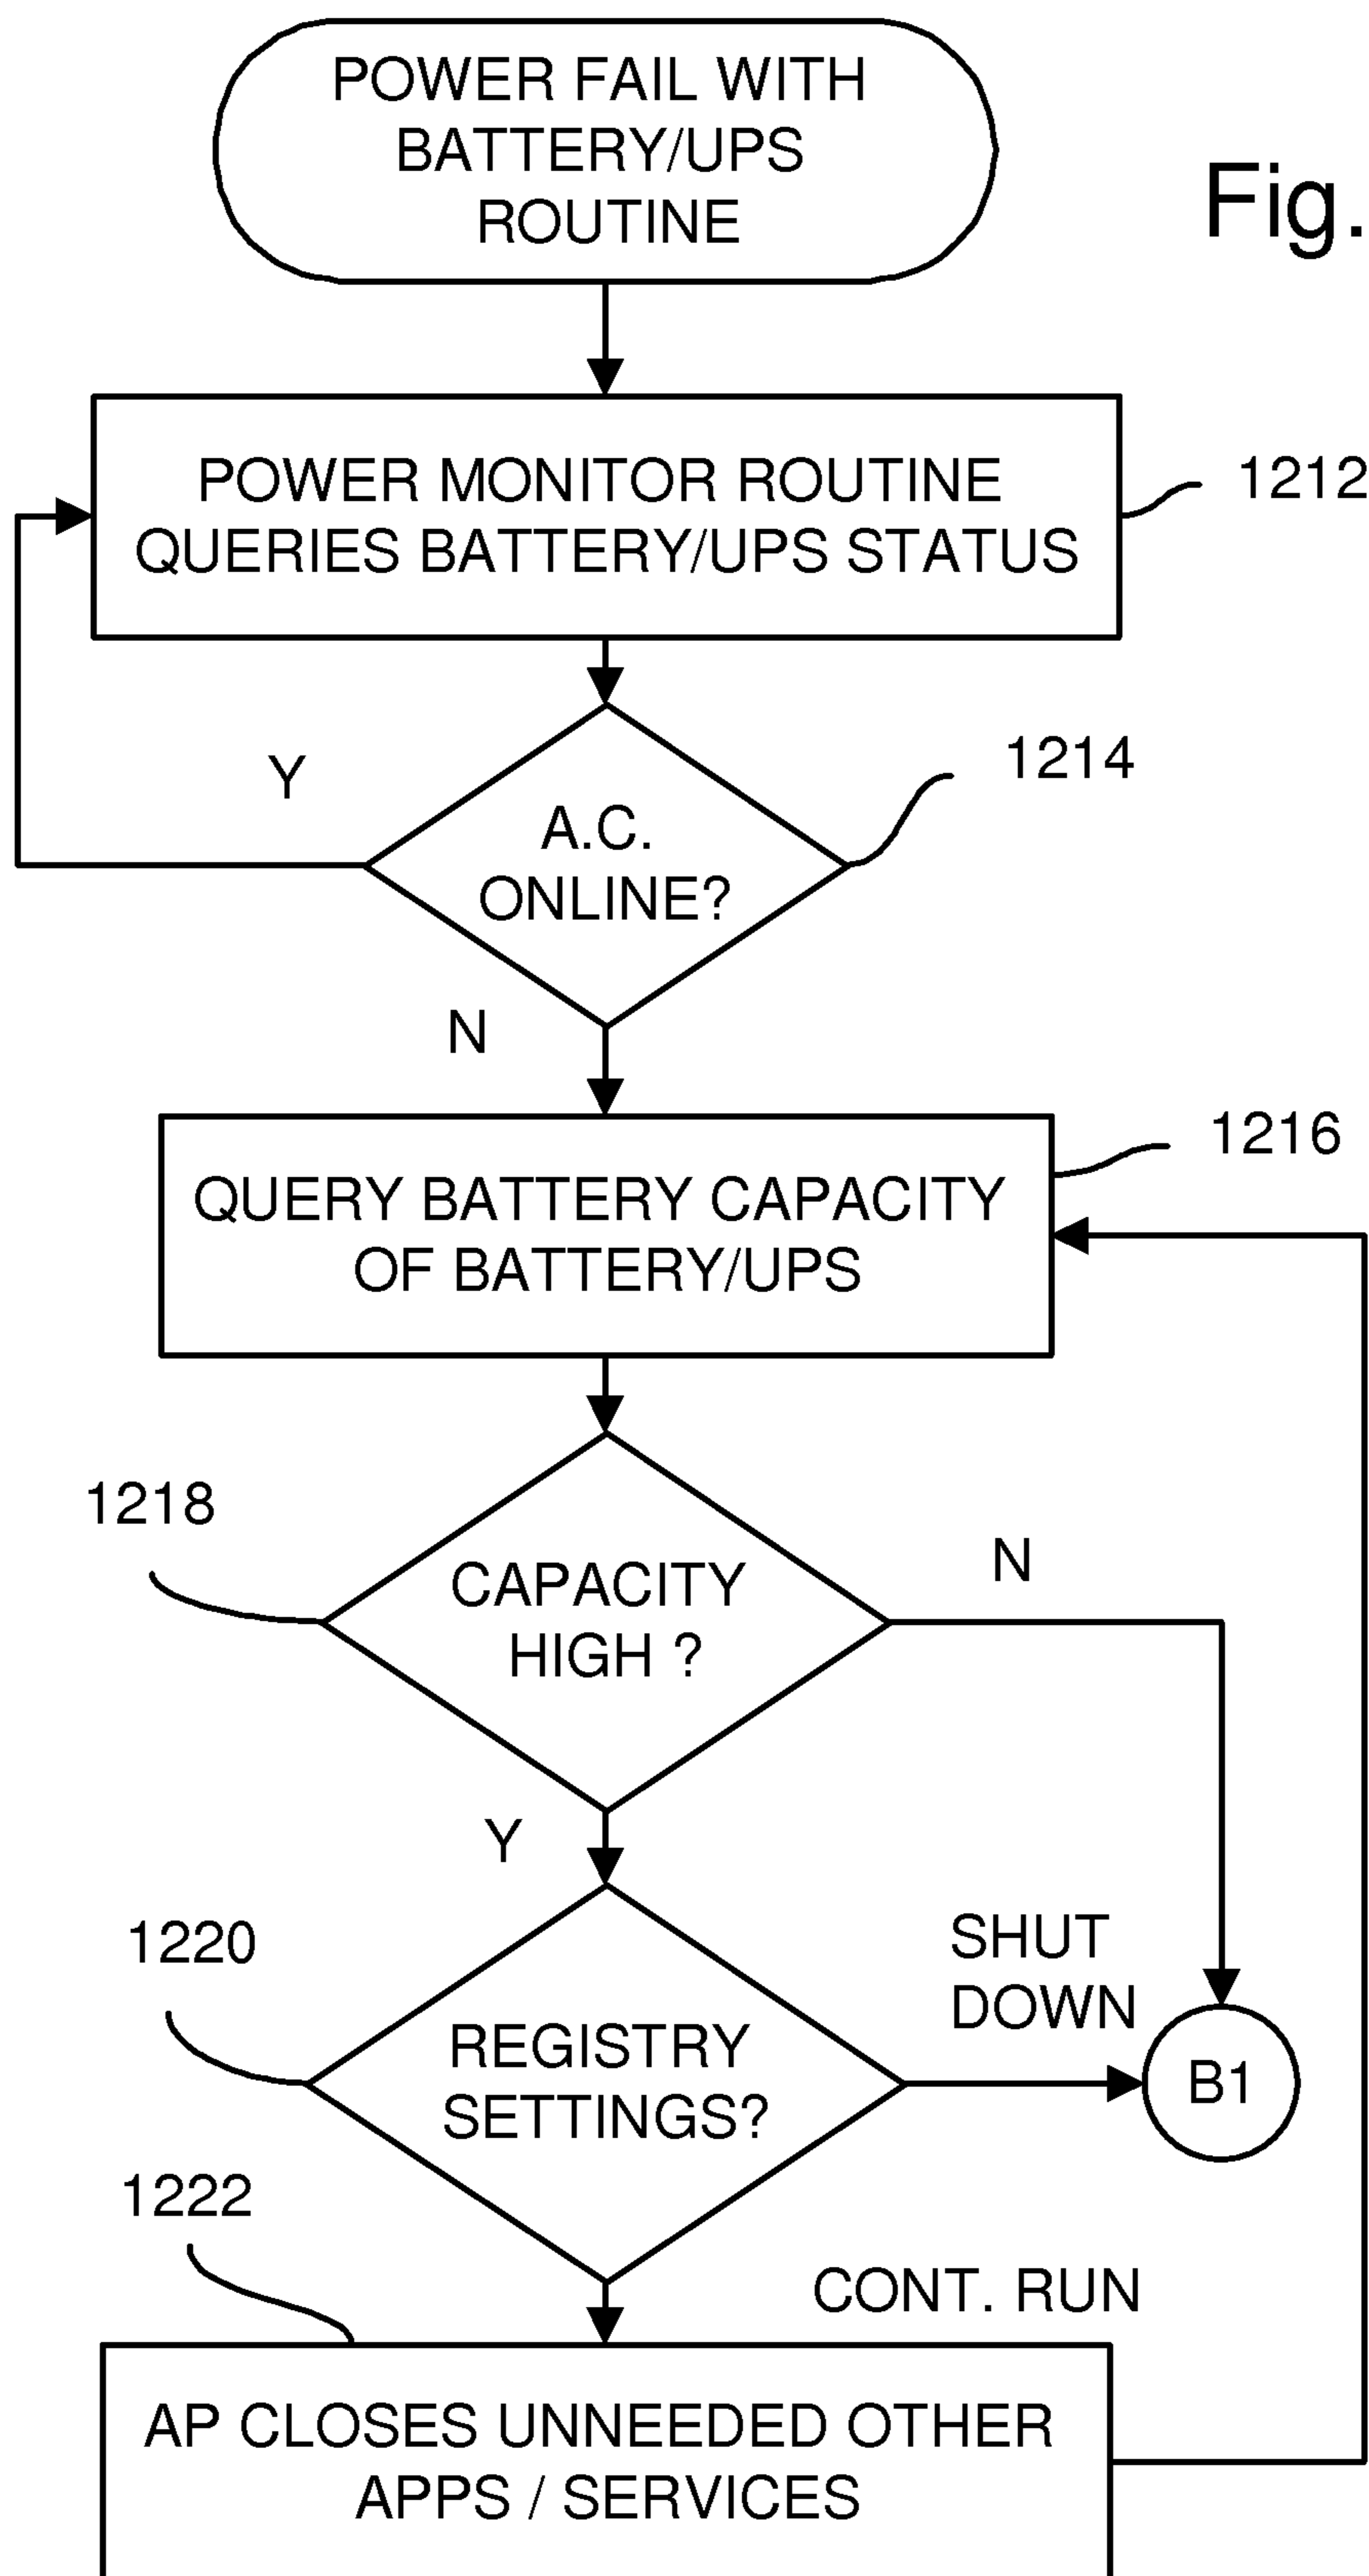 POWER FAIL WITH
BATTERY/UPS
ROUTINE
Fig.
POWER MONITOR ROUTINE
QUERIES BATTERY/UPS STATUS
1212
Y
1214
A.C.
ONLINE?
N
1216
QUERY BATTERY CAPACITY
OF BATTERY/UPS
1218
N
CAPACITY
HIGH ?
Y
1220
SHUT
DOWN
REGISTRY
SETTINGS?
B1
1222
CONT. RUN
AP CLOSES UNNEEDED OTHER
APPS / SERVICES